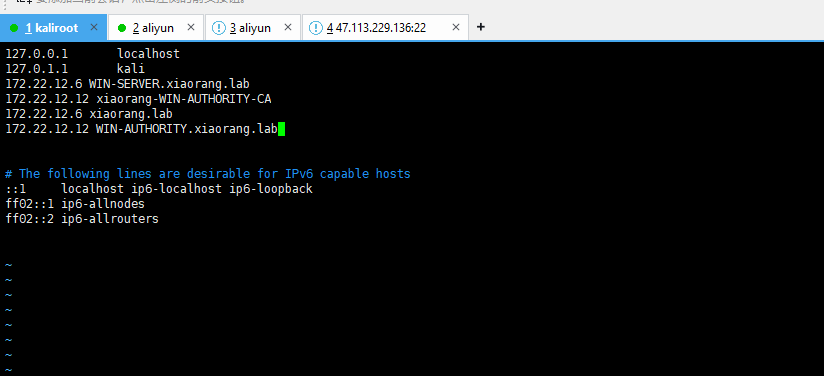 1 kaliroot × 2 aliyun × 3 aliyun × 4 47.113.229.136:22 × +
127.0.0.1       localhost
127.0.1.1       kali
172.22.12.6 WIN-SERVER.xiaorang.lab
172.22.12.12 xiaorang-WIN-AUTHORITY-CA
172.22.12.6 xiaorang.lab
172.22.12.12 WIN-AUTHORITY.xiaorang.lab
# The following lines are desirable for IPv6 capable hosts
::1     localhost ip6-localhost ip6-loopback
ff02::1 ip6-allnodes
ff02::2 ip6-allrouters
~
~
~
~
~
~
~
~